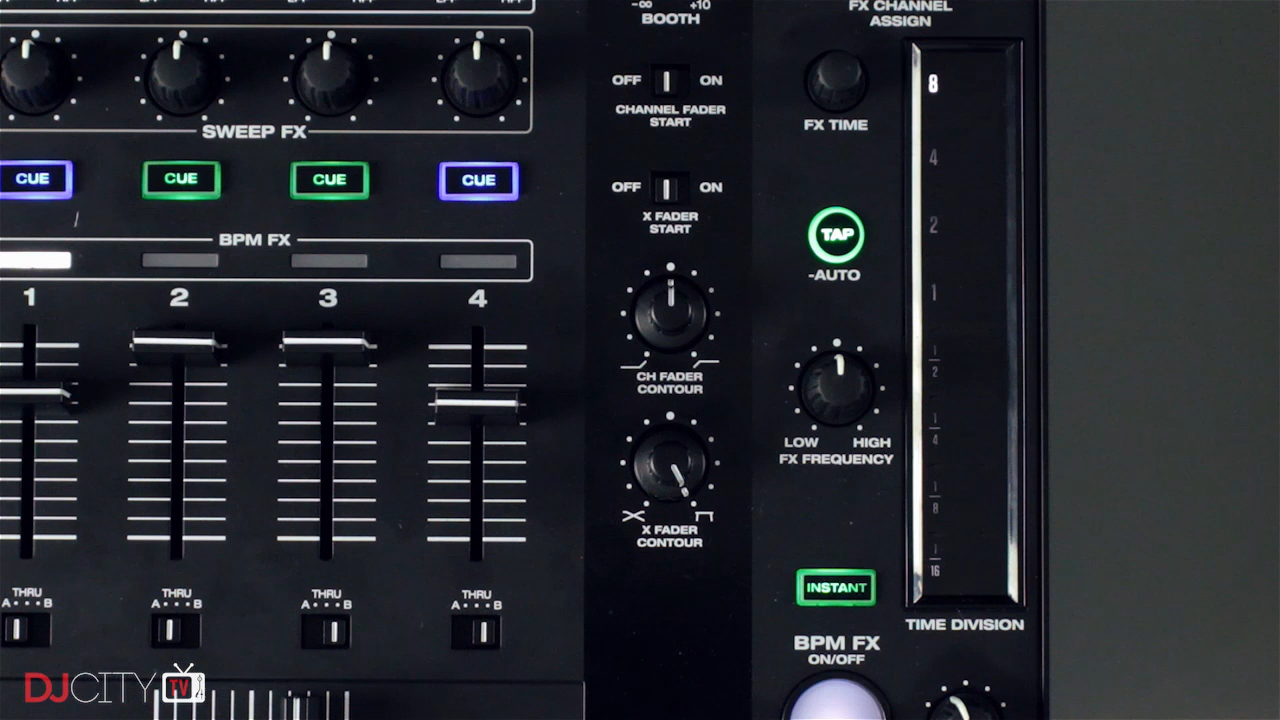 -∞ +10
BOOTH
FX CHANNEL
ASSIGN
OFF ON
CHANNEL FADER
START
FX TIME
8
4
2
1
1/2
1/4
1/8
1/16
SWEEP FX
CUE CUE CUE CUE
OFF ON
X FADER
START
TAP
-AUTO
BPM FX
1 2 3 4
CH FADER
CONTOUR
LOW HIGH
FX FREQUENCY
X FADER
CONTOUR
INSTANT
TIME DIVISION
THRU THRU THRU THRU
A B A B A B A B
BPM FX
ON/OFF
DJCITY TV